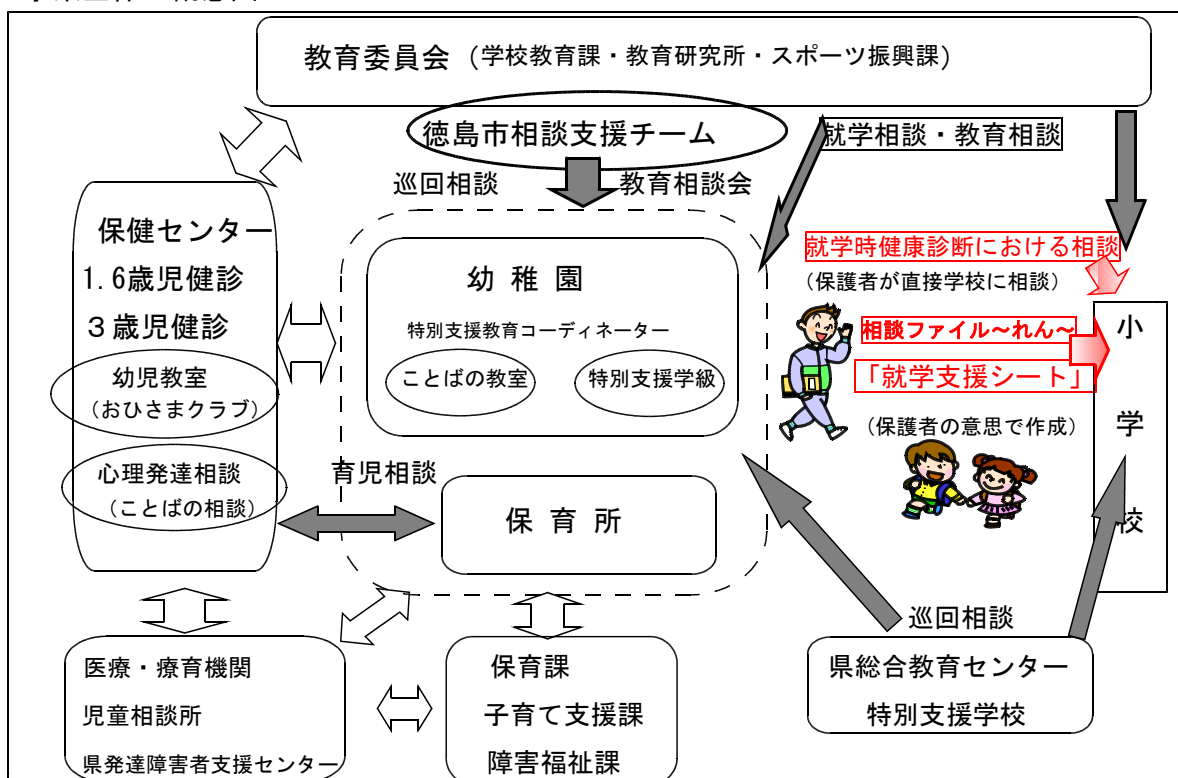 教育委員会 (学校教育課・教育研究所・スポーツ振興課)
徳島市相談支援チーム
就学相談・教育相談
巡回相談
教育相談会
保健センター
1.6歳児健診
３歳児健診
幼児教室
(おひさまクラブ)
心理発達相談
(ことばの相談)
幼 稚 園
特別支援教育コーディネーター
ことばの教室
特別支援学級
育児相談
保 育 所
就学時健康診断における相談
(保護者が直接学校に相談)
相談ファイル～れん～
「就学支援シート」
(保護者の意思で作成)
小
学
校
巡回相談
医療・療育機関
児童相談所
県発達障害者支援センター
保育課
子育て支援課
障害福祉課
県総合教育センター
特別支援学校